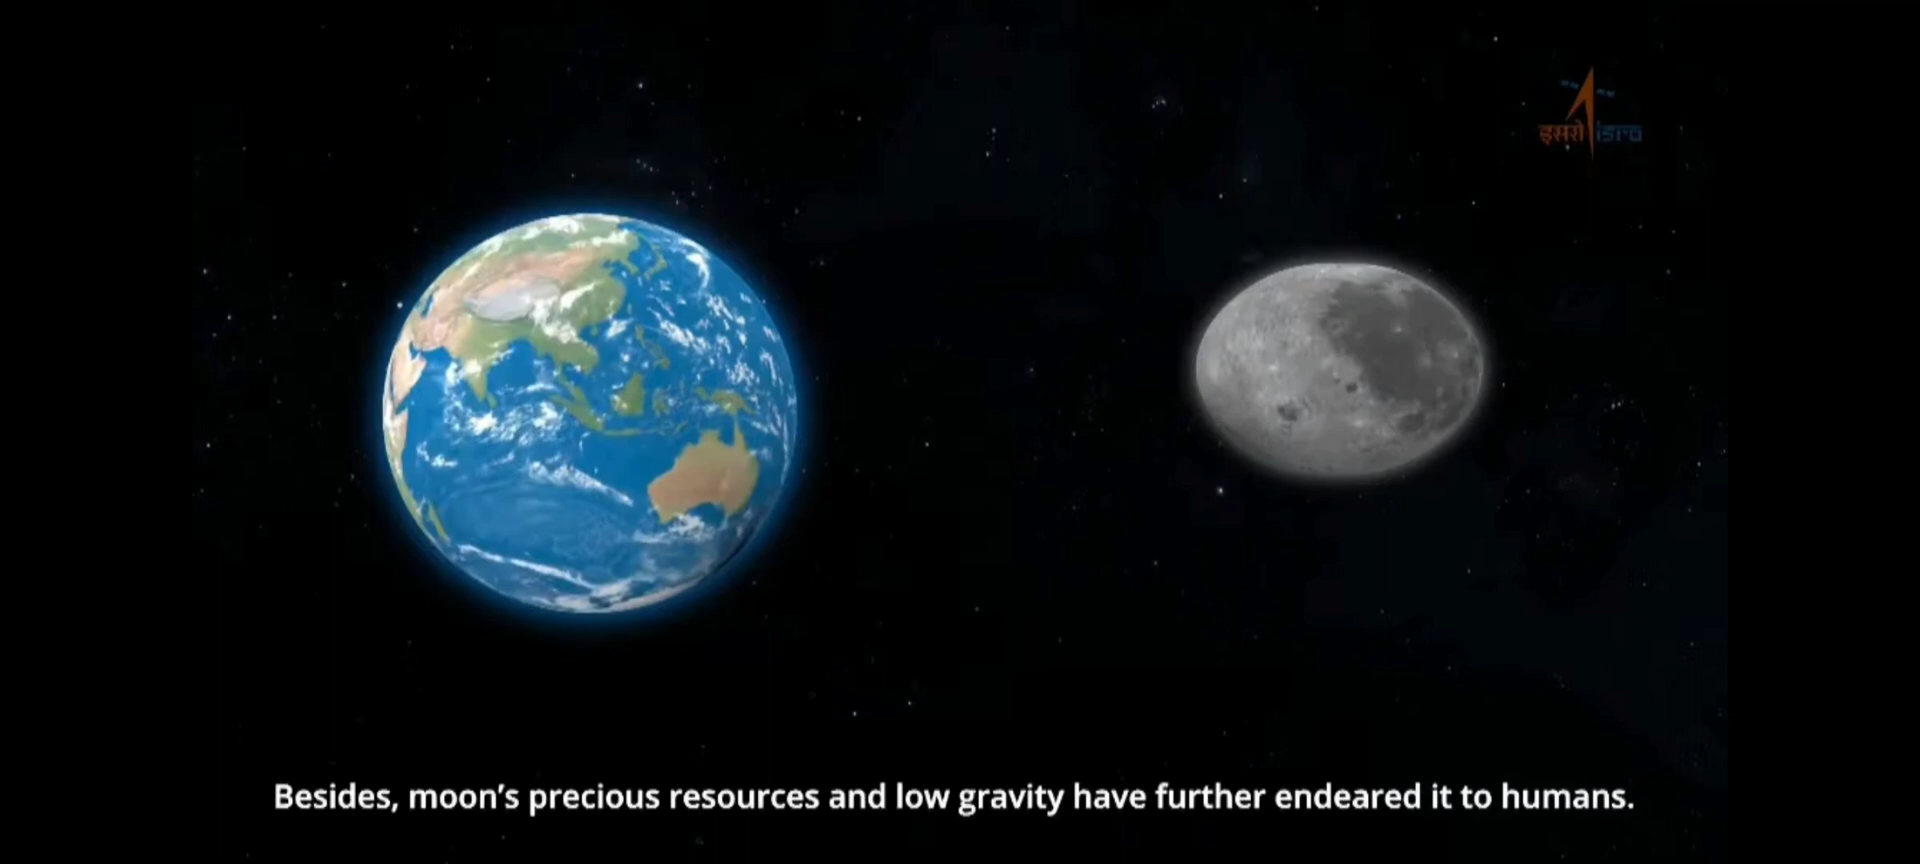 इसरो isro
Besides, moon's precious resources and low gravity have further endeared it to humans.